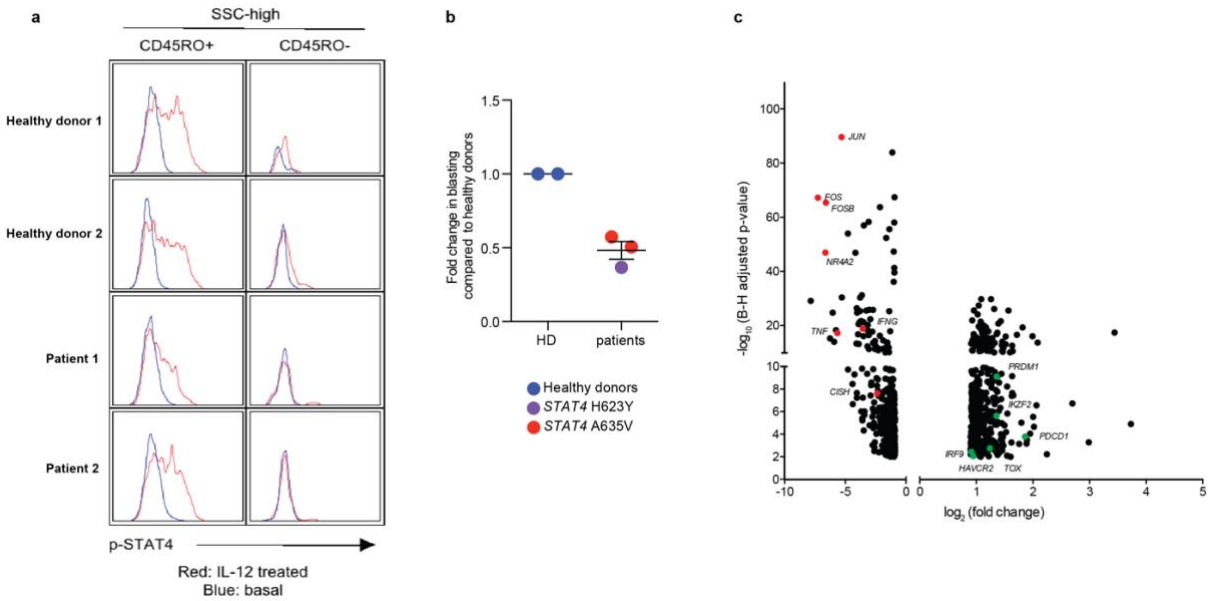 a
SSC-high
CD45RO+
CD45RO-
Healthy donor 1
Healthy donor 2
Patient 1
Patient 2
p-STAT4
Red: IL-12 treated
Blue: basal
b
Fold change in blasting
compared to healthy donors
1.5
1.0
0.5
0.0
HD
patients
Healthy donors
STAT4 H623Y
STAT4 A635V
c
-log10 (B-H adjusted p-value)
100
80
60
40
20
10
8
6
4
2
0
JUN
FOS
FOSB
NR4A2
TNF
IFNG
CISH
PRDM1
IKZF2
PDCD1
IRF9
HAVCR2
TOX
-10
-5
0
0
1
2
3
4
5
log2 (fold change)